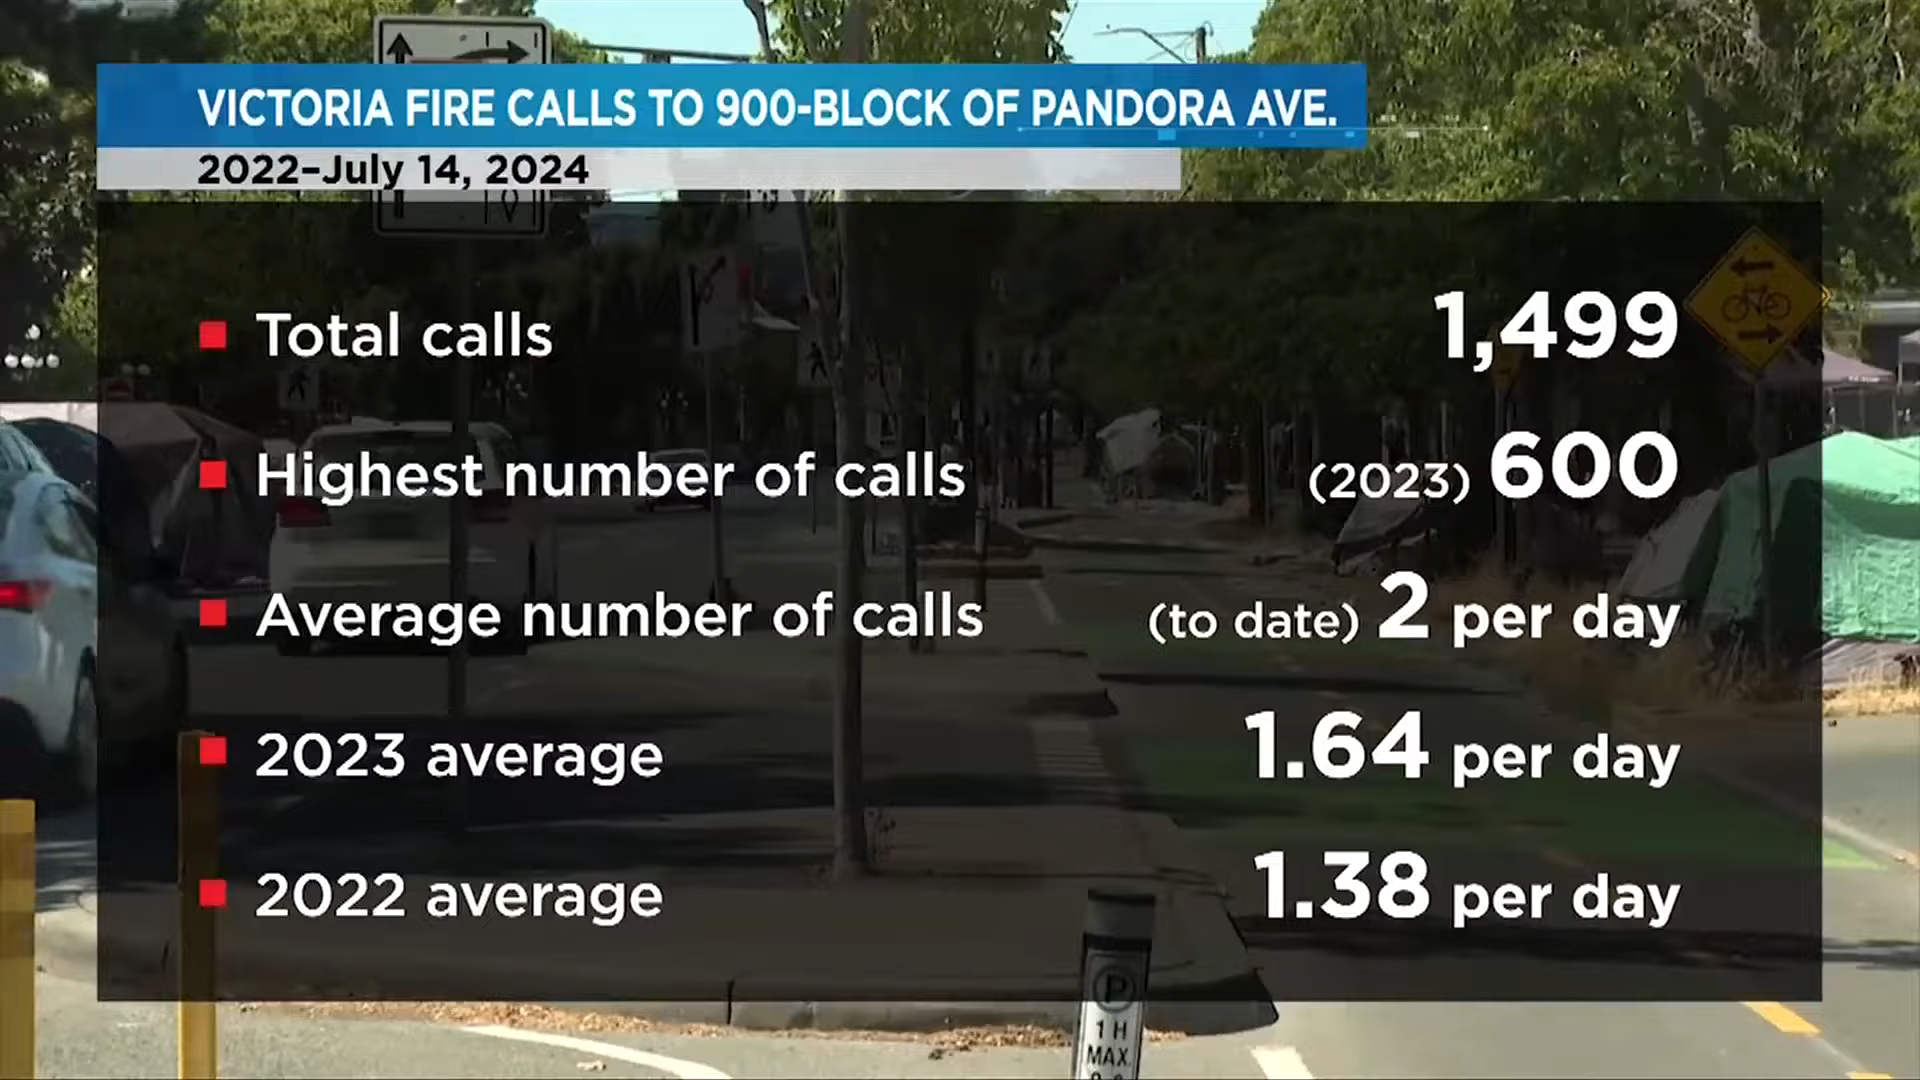 VICTORIA FIRE CALLS TO 900-BLOCK OF PANDORA AVE.
2022–July 14, 2024
Total calls 1,499
Highest number of calls (2023) 600
Average number of calls (to date) 2 per day
2023 average 1.64 per day
2022 average 1.38 per day
P
1 H
MAX